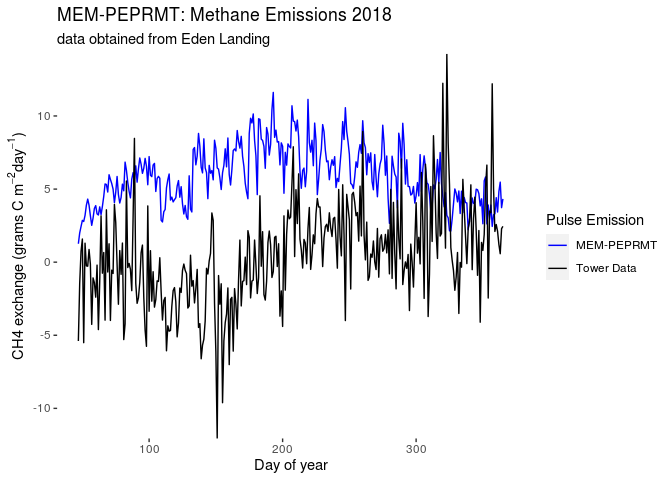 MEM-PEPRMT: Methane Emissions 2018
data obtained from Eden Landing
CH4 exchange (grams C m⁻²day⁻¹)
10
5
0
-5
-10
100
200
300
Day of year
Pulse Emission
MEM-PEPRMT
Tower Data